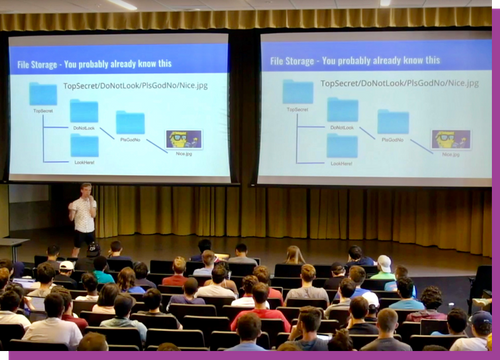 File Storage - You probably already know this
TopSecret/DoNotLook/PlsGodNo/Nice.jpg
TopSecret
DoNotLook
PlsGodNo
Nice.jpg
LookHere!
File Storage - You probably already know this
TopSecret/DoNotLook/PlsGodNo/Nice.jpg
TopSecret
DoNotLook
PlsGodNo
Nice.jpg
LookHere!